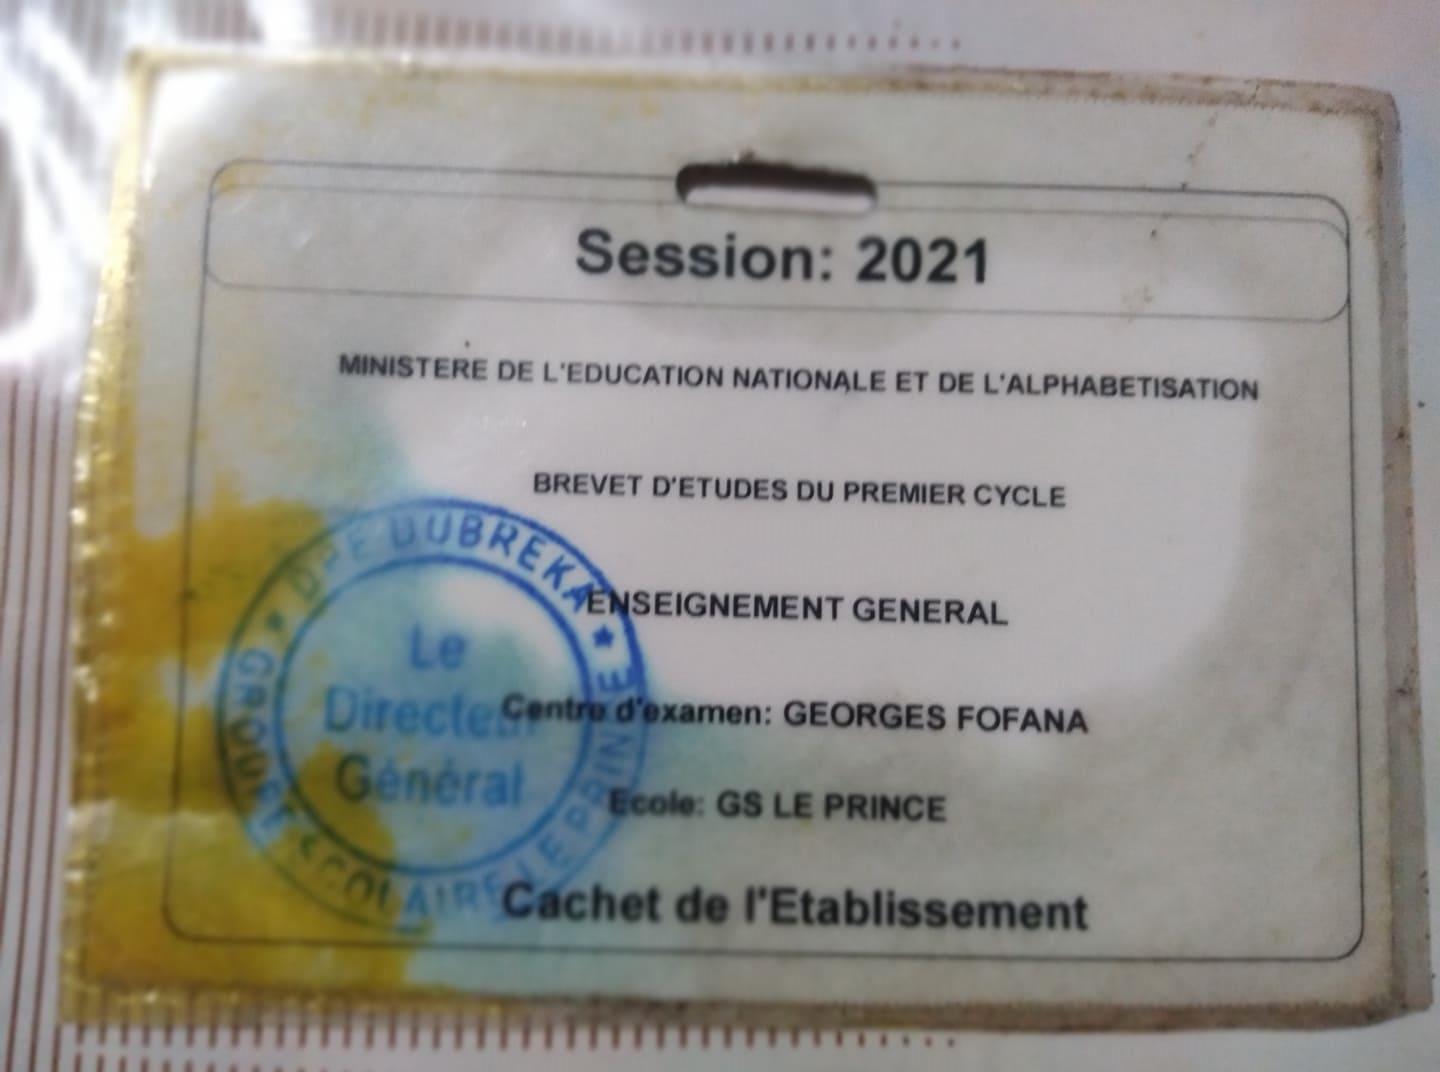 Session: 2021
MINISTERE DE L'EDUCATION NATIONALE ET DE L'ALPHABETISATION
BREVET D'ETUDES DU PREMIER CYCLE
ENSEIGNEMENT GENERAL
Centre d'examen: GEORGES FOFANA
Ecole: GS LE PRINCE
Cachet de l'Etablissement
* DPE DUBREKA *
GROUPE SCOLAIRE LE PRINCE
Le
Directeur
Général